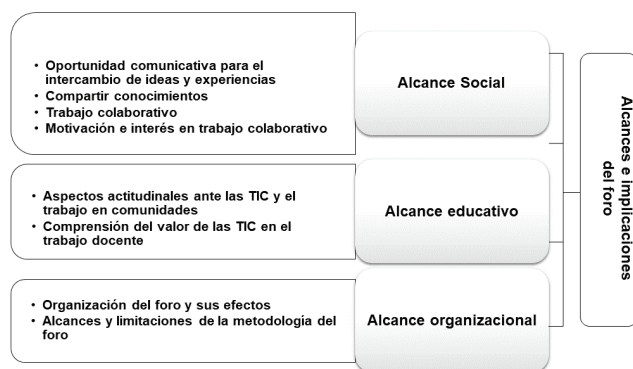 • Oportunidad comunicativa para el
intercambio de ideas y experiencias
• Compartir conocimientos
• Trabajo colaborativo
• Motivación e interés en trabajo colaborativo
Alcance Social
• Aspectos actitudinales ante las TIC y el
trabajo en comunidades
• Comprensión del valor de las TIC en el
trabajo docente
Alcance educativo
• Organización del foro y sus efectos
• Alcances y limitaciones de la metodología del
foro
Alcance organizacional
Alcances e implicaciones
del foro